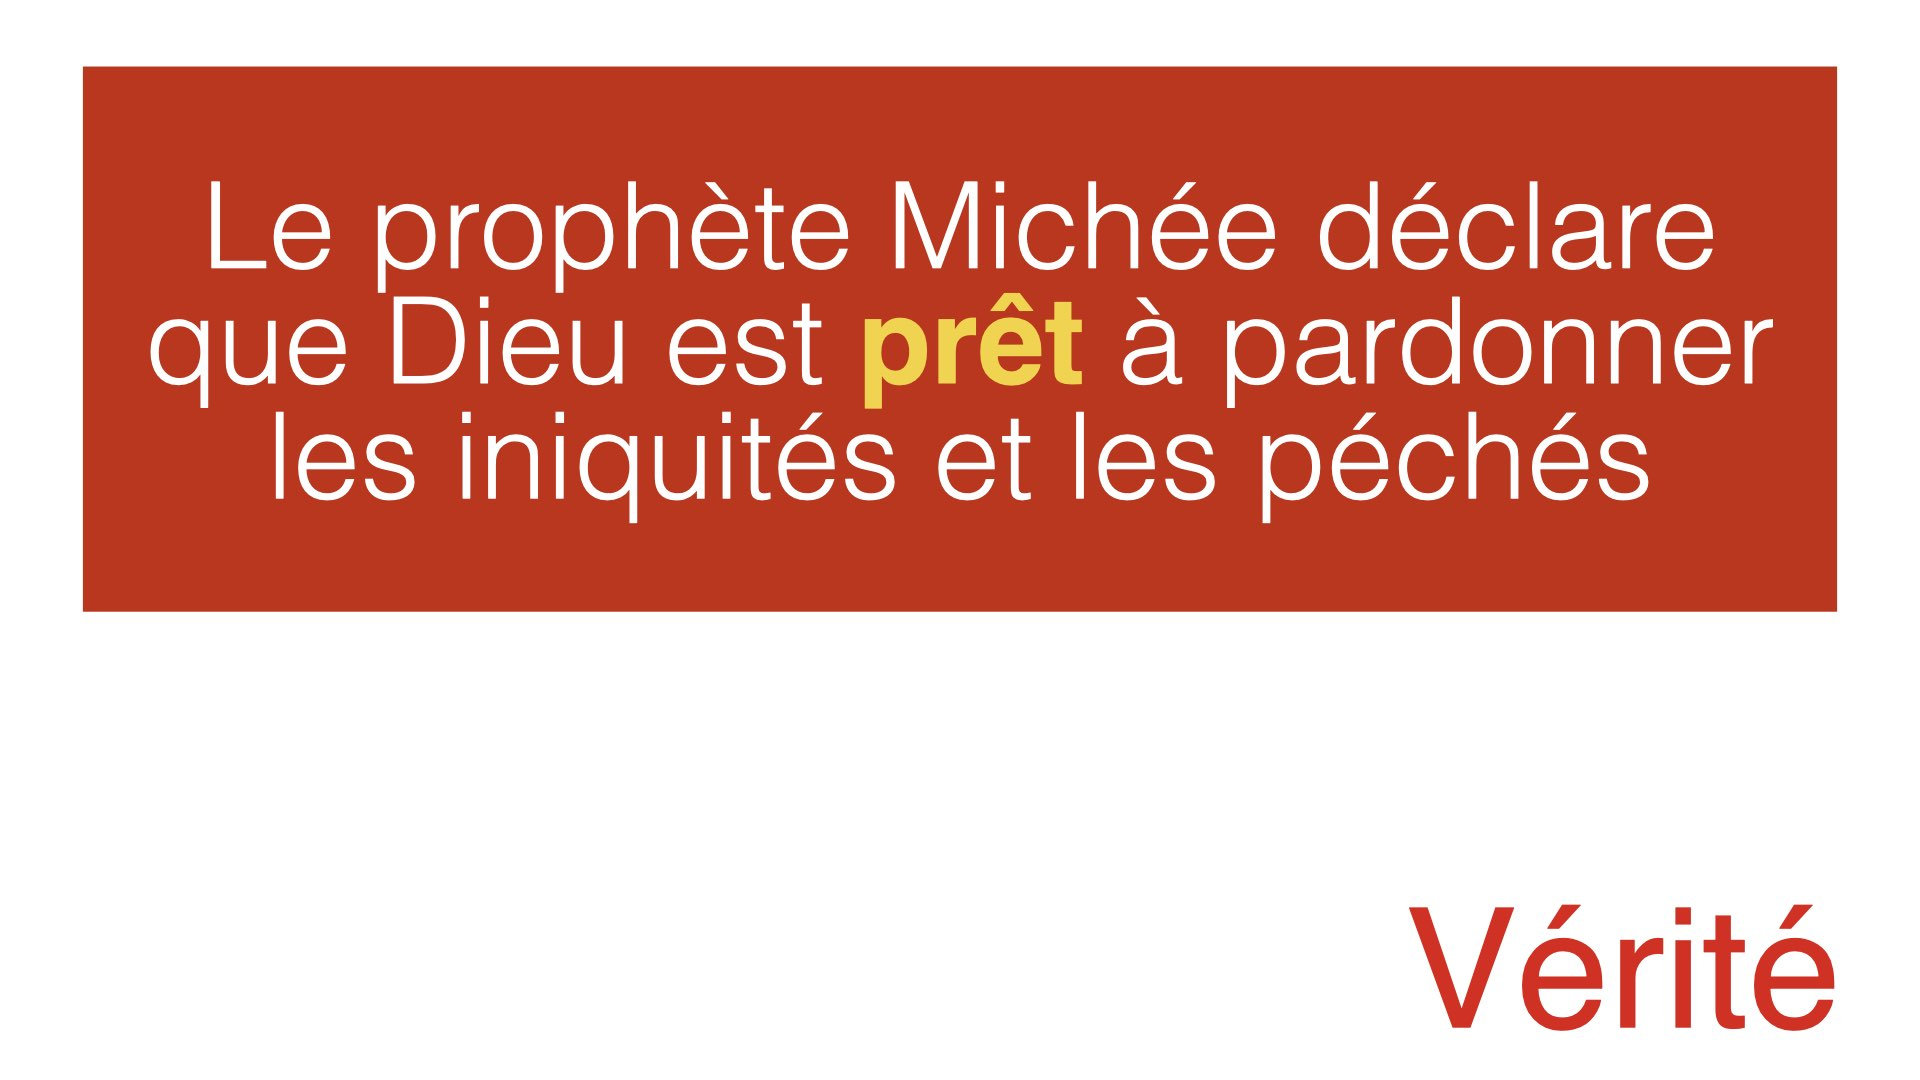 Le prophète Michée déclare
que Dieu est prêt à pardonner
les iniquités et les péchés
Vérité